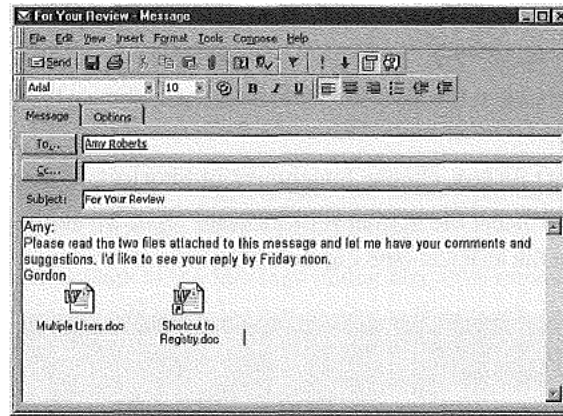 For Your Review - Message
File Edit View Insert Format Tools Compose Help
Send
Arial 10 B I U
Message Options
To... Amy Roberts
Cc...
Subject: For Your Review
Amy:
Please read the two files attached to this message and let me have your comments and
suggestions. I'd like to see your reply by Friday noon.
Gordon
Multiple Users.doc Shortcut to
Registry.doc